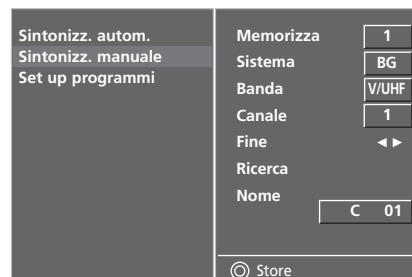 Sintonizz. autom.
Sintonizz. manuale
Set up programmi
Memorizza 1
Sistema BG
Banda V/UHF
Canale 1
Fine ◄ ►
Ricerca
Nome
C 01
Store